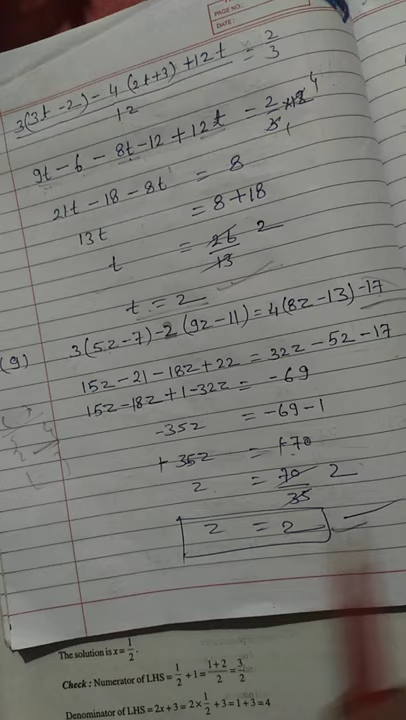 PAGE NO.:
DATE:
3(3t-2)-4(2t+3)+12t = 2/3
12
9t-6-8t-12+12t = 2/3 ×12 4 1
21t-18-8t = 8
13t = 8+18
t = 26/13 2
t = 2
(9) 3(5z-7)-2(9z-11)=4(8z-13)-17
15z-21-18z+22 = 32z-52-17
15z-18z+1-32z = -69
-35z = -69-1
+35z = +70
z = 70/35 2
z = 2
The solution is x = 1/2.
Check : Numerator of LHS = 1/2 + 1 = (1+2)/2 = 3/2
Denominator of LHS = 2x+3 = 2× 1/2 +3 = 1+3 = 4